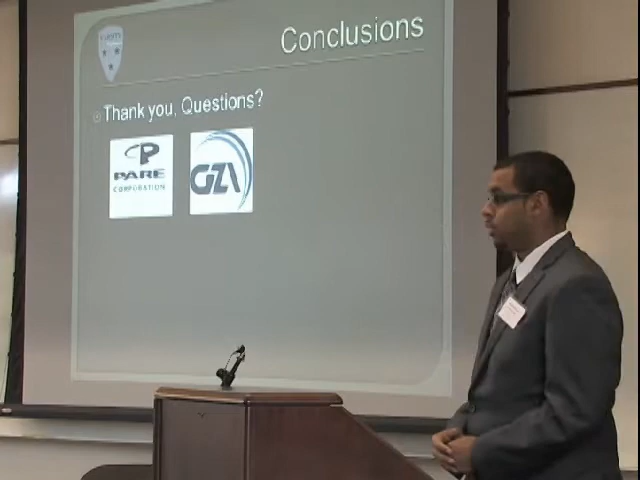 Conclusions
Thank you, Questions?
PARE
CORPORATION
GZA